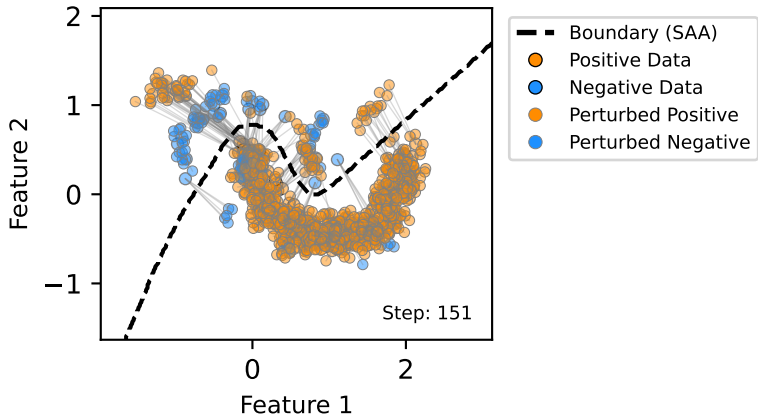 2
1
0
−1
Feature 2
0
2
Feature 1
Step: 151
Boundary (SAA)
Positive Data
Negative Data
Perturbed Positive
Perturbed Negative